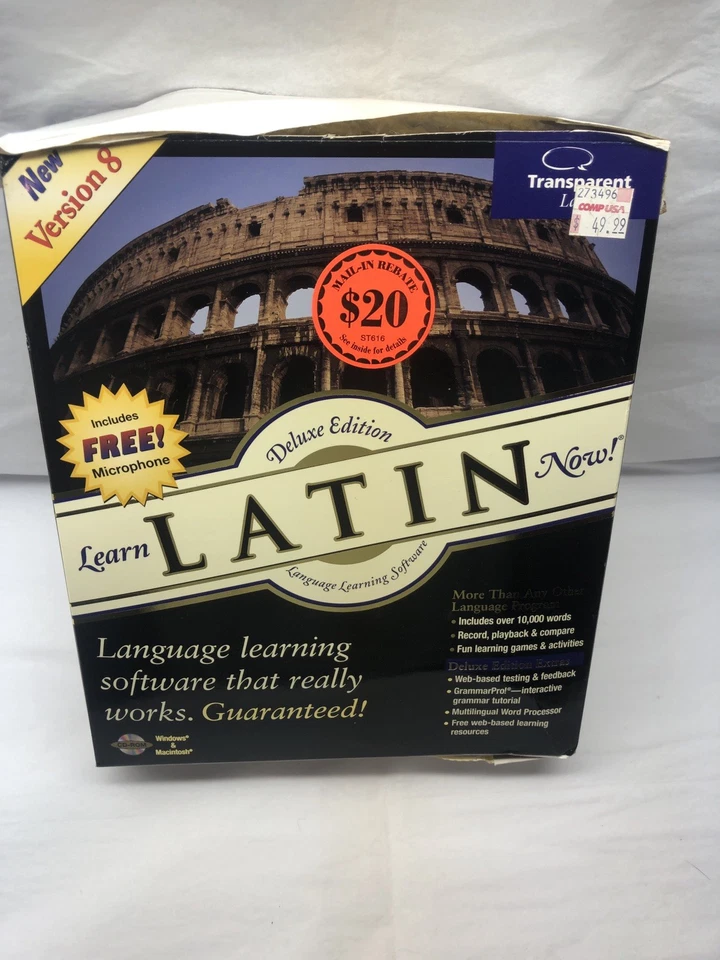 New
Version 8
Transparent
273496
COMP USA
$ 49.99
MAIL-IN REBATE
$20
ST616
See inside for details
Includes
FREE!
Microphone
Deluxe Edition
Learn LATIN Now!®
Language Learning Software
More Than Any Other
Language Program
• Includes over 10,000 words
• Record, playback & compare
• Fun learning games & activities
Deluxe Edition Extras
• Web-based testing & feedback
• GrammarPro!®—interactive
grammar tutorial
• Multilingual Word Processor
• Free web-based learning
resources
Language learning
software that really
works. Guaranteed!
CD-ROM
Windows®
&
Macintosh®